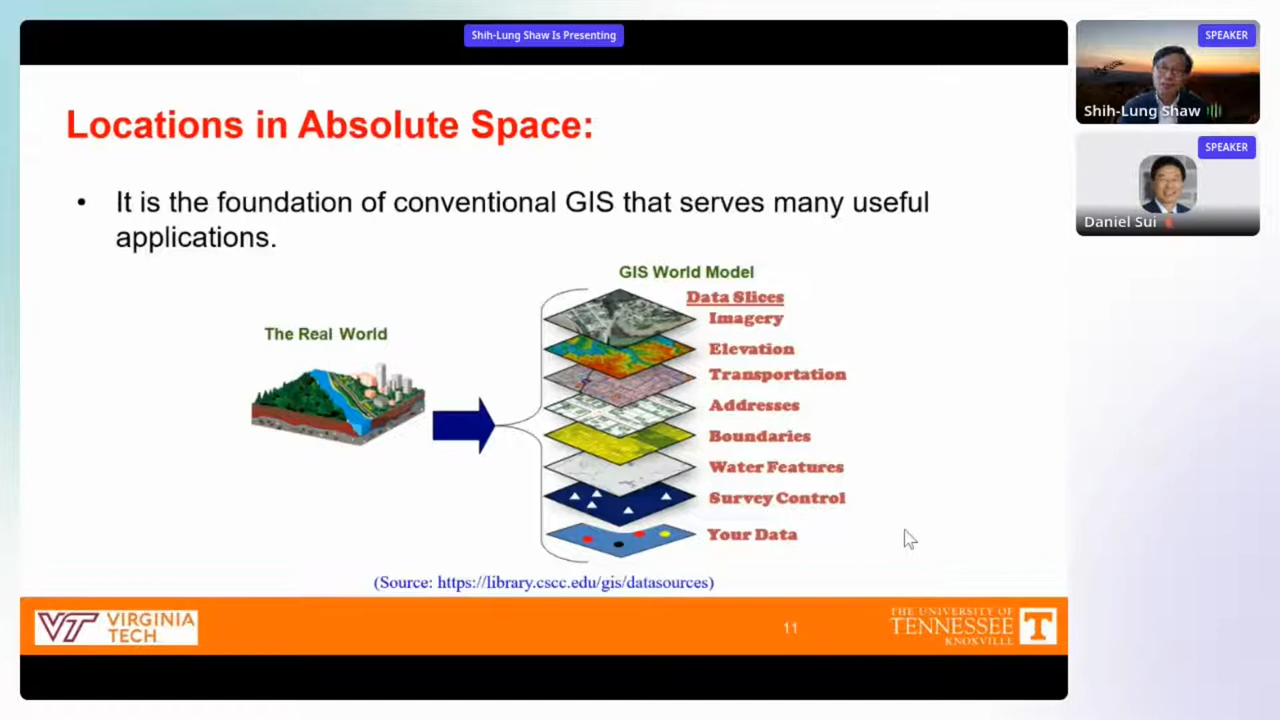 Shih-Lung Shaw Is Presenting
Locations in Absolute Space:
• It is the foundation of conventional GIS that serves many useful
applications.
The Real World
GIS World Model
Data Slices
Imagery
Elevation
Transportation
Addresses
Boundaries
Water Features
Survey Control
Your Data
(Source: https://library.cscc.edu/gis/datasources)
VT VIRGINIA
TECH
11
THE UNIVERSITY OF
TENNESSEE
KNOXVILLE
T
SPEAKER
Shih-Lung Shaw
SPEAKER
Daniel Sui